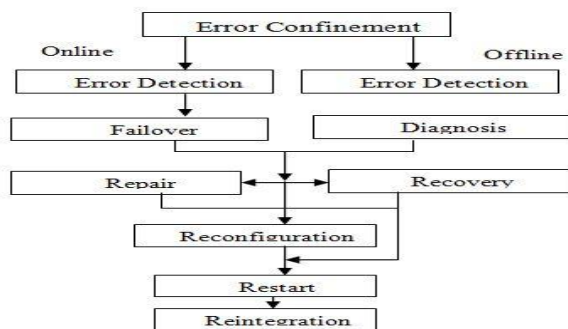 Error Confinement
Online
Offline
Error Detection
Error Detection
Failover
Diagnosis
Repair
Recovery
Reconfiguration
Restart
Reintegration